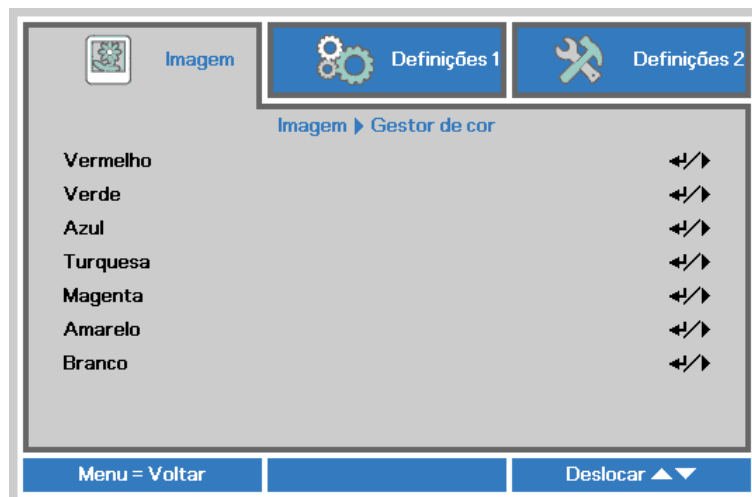 Imagem Definições 1 Definições 2
Imagem ▶ Gestor de cor
Vermelho
Verde
Azul
Turquesa
Magenta
Amarelo
Branco
Menu = Voltar Deslocar ▲▼